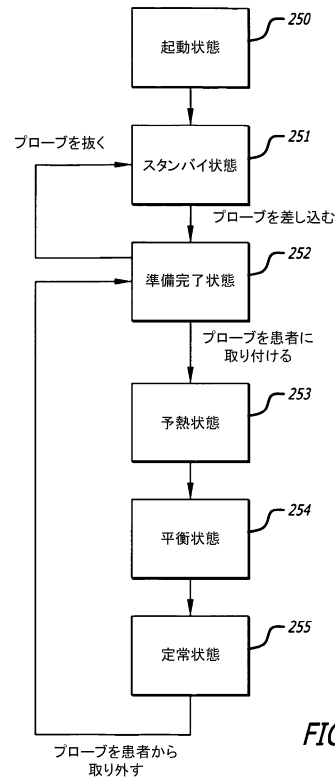 250
起動状態
251
プローブを抜く
スタンバイ状態
プローブを差し込む
252
準備完了状態
プローブを患者に
取り付ける
253
予熱状態
254
平衡状態
255
定常状態
プローブを患者から
取り外す
FIG